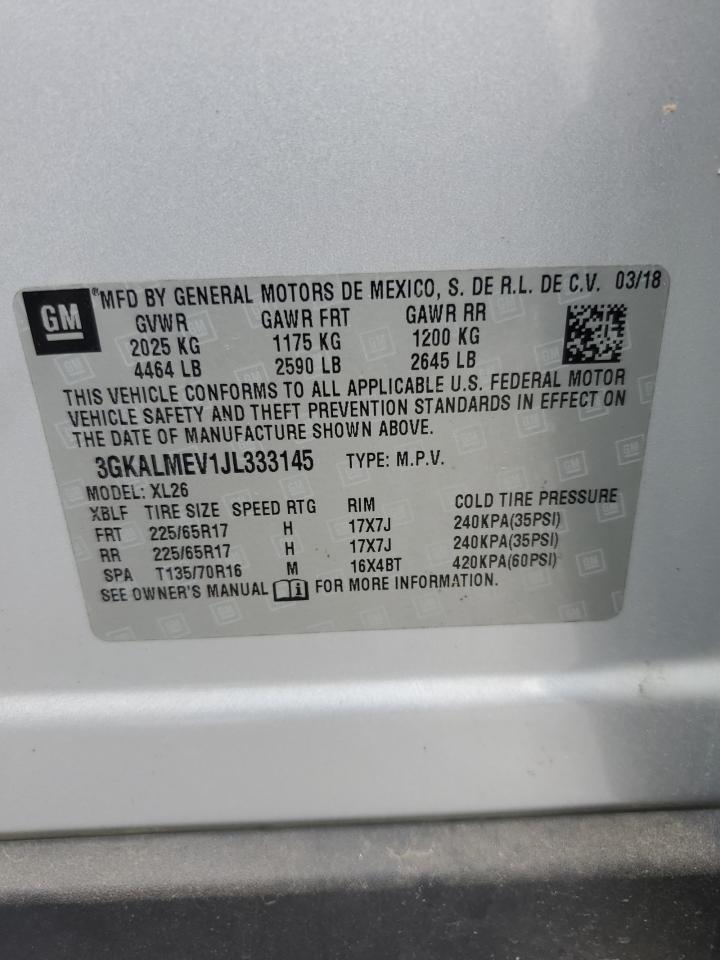 GM
®MFD BY GENERAL MOTORS DE MEXICO, S. DE R.L. DE C.V. 03/18
GVWR GAWR FRT GAWR RR
2025 KG 1175 KG 1200 KG
4464 LB 2590 LB 2645 LB
THIS VEHICLE CONFORMS TO ALL APPLICABLE U.S. FEDERAL MOTOR
VEHICLE SAFETY AND THEFT PREVENTION STANDARDS IN EFFECT ON
THE DATE OF MANUFACTURE SHOWN ABOVE.
3GKALMEV1JL333145 TYPE: M.P.V.
MODEL: XL26
XBLF TIRE SIZE SPEED RTG RIM COLD TIRE PRESSURE
FRT 225/65R17 H 17X7J 240KPA(35PSI)
RR 225/65R17 H 17X7J 240KPA(35PSI)
SPA T135/70R16 M 16X4BT 420KPA(60PSI)
SEE OWNER'S MANUAL i FOR MORE INFORMATION.